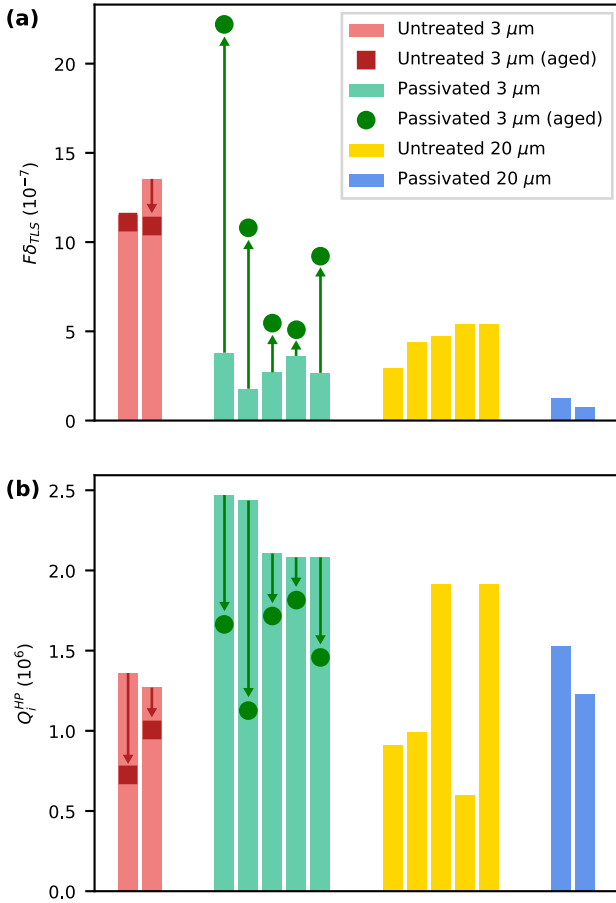 (a)
Fδ_TLS (10⁻⁷)
20
15
10
5
0
Untreated 3 μm
Untreated 3 μm (aged)
Passivated 3 μm
Passivated 3 μm (aged)
Untreated 20 μm
Passivated 20 μm
(b)
Q_i^HP (10⁶)
2.5
2.0
1.5
1.0
0.5
0.0